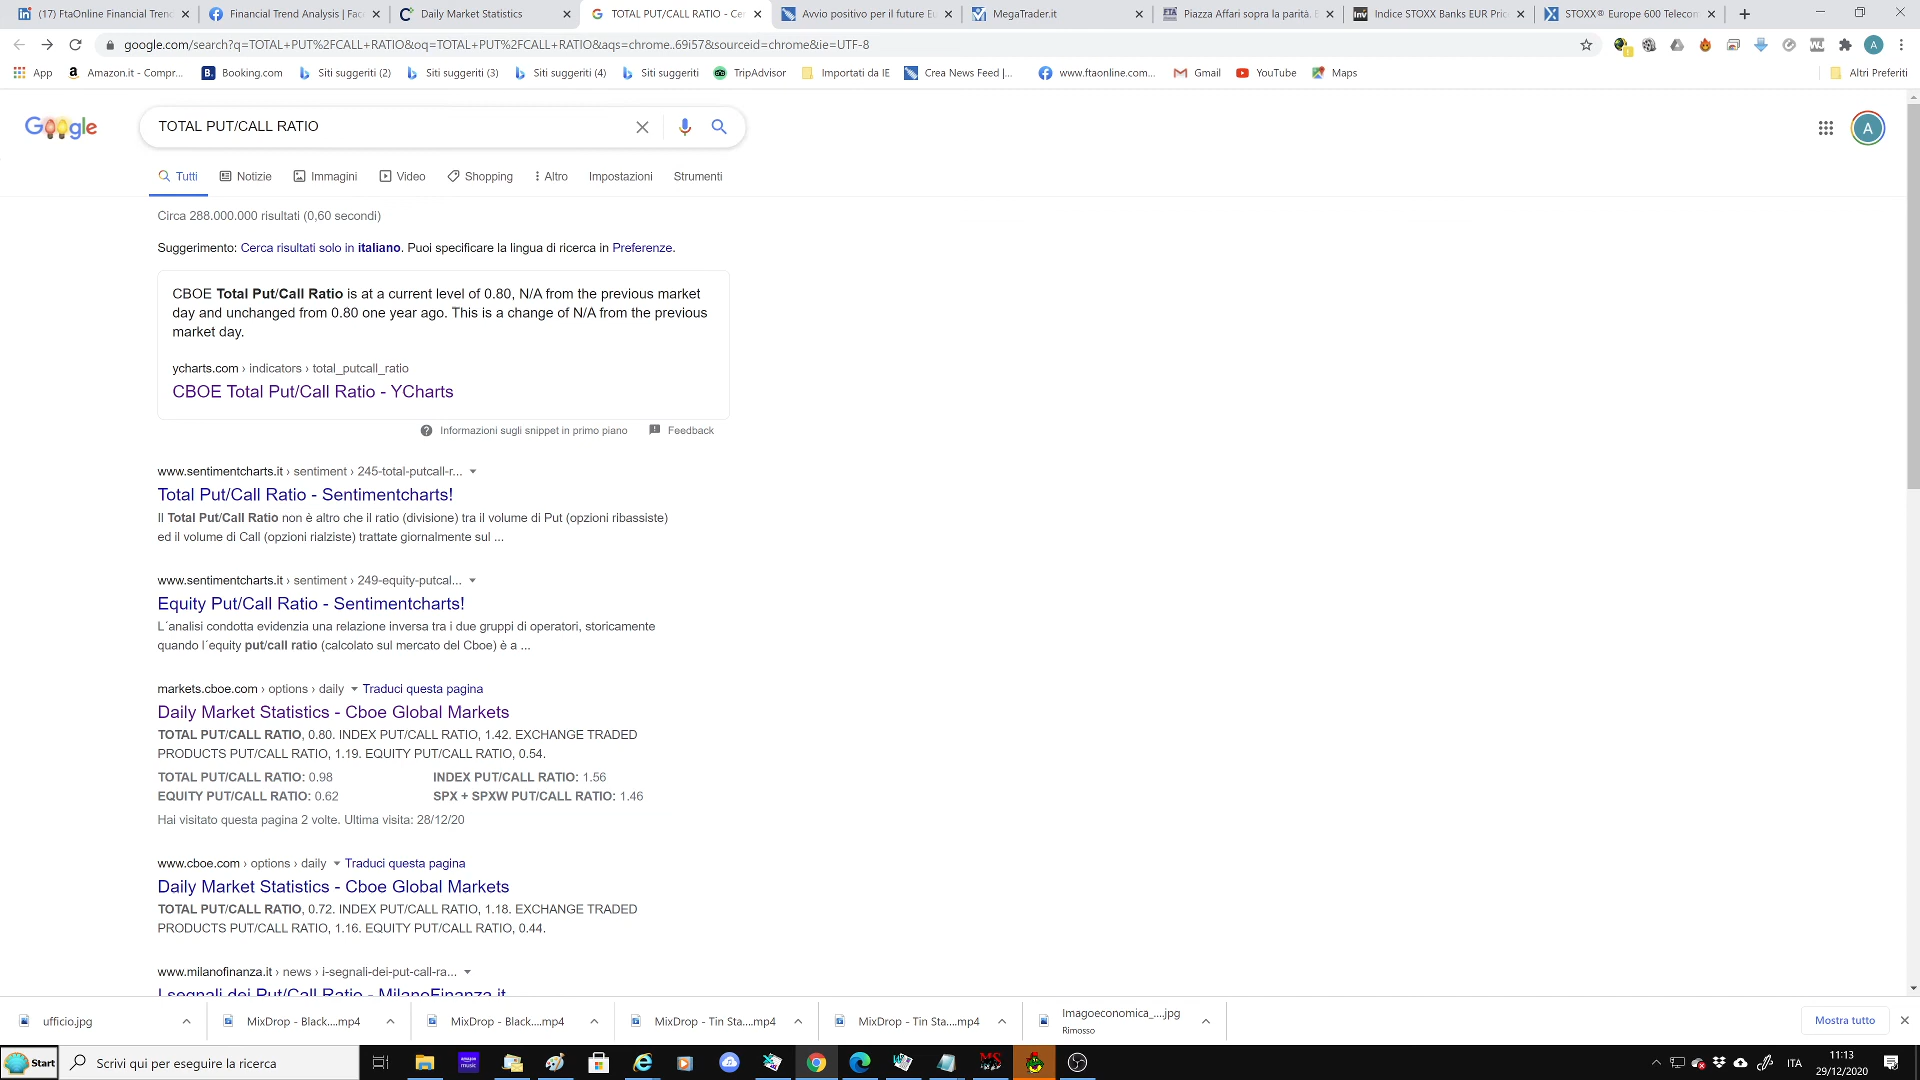 (17) FtaOnline Financial Tren
Financial Trend Analysis | Fac
Daily Market Statistics
TOTAL PUT/CALL RATIO - Ce
Avvio positivo per il future Eu
MegaTrader.it
Piazza Affari sopra la parità. E
Indice STOXX Banks EUR Pric
STOXX® Europe 600 Telecom
google.com/search?q=TOTAL+PUT%2FCALL+RATIO&oq=TOTAL+PUT%2FCALL+RATIO&aqs=chrome..69i57&sourceid=chrome&ie=UTF-8
App
Amazon.it - Compr...
Booking.com
Siti suggeriti (2)
Siti suggeriti (3)
Siti suggeriti (4)
Siti suggeriti
TripAdvisor
Importati da IE
Crea News Feed |...
www.ftaonline.com...
Gmail
YouTube
Maps
Altri Preferiti
Google
TOTAL PUT/CALL RATIO
A
Tutti
Notizie
Immagini
Video
Shopping
Altro
Impostazioni
Strumenti
Circa 288.000.000 risultati (0,60 secondi)
Suggerimento: Cerca risultati solo in italiano. Puoi specificare la lingua di ricerca in Preferenze.
CBOE Total Put/Call Ratio is at a current level of 0.80, N/A from the previous market
day and unchanged from 0.80 one year ago. This is a change of N/A from the previous
market day.
ycharts.com › indicators › total_putcall_ratio
CBOE Total Put/Call Ratio - YCharts
Informazioni sugli snippet in primo piano
Feedback
www.sentimentcharts.it › sentiment › 245-total-putcall-r...
Total Put/Call Ratio - Sentimentcharts!
Il Total Put/Call Ratio non è altro che il ratio (divisione) tra il volume di Put (opzioni ribassiste)
ed il volume di Call (opzioni rialziste) trattate giornalmente sul ...
www.sentimentcharts.it › sentiment › 249-equity-putcal...
Equity Put/Call Ratio - Sentimentcharts!
L´analisi condotta evidenzia una relazione inversa tra i due gruppi di operatori, storicamente
quando l´equity put/call ratio (calcolato sul mercato del Cboe) è a ...
markets.cboe.com › options › daily Traduci questa pagina
Daily Market Statistics - Cboe Global Markets
TOTAL PUT/CALL RATIO, 0.80. INDEX PUT/CALL RATIO, 1.42. EXCHANGE TRADED
PRODUCTS PUT/CALL RATIO, 1.19. EQUITY PUT/CALL RATIO, 0.54.
TOTAL PUT/CALL RATIO: 0.98 INDEX PUT/CALL RATIO: 1.56
EQUITY PUT/CALL RATIO: 0.62 SPX + SPXW PUT/CALL RATIO: 1.46
Hai visitato questa pagina 2 volte. Ultima visita: 28/12/20
www.cboe.com › options › daily Traduci questa pagina
Daily Market Statistics - Cboe Global Markets
TOTAL PUT/CALL RATIO, 0.72. INDEX PUT/CALL RATIO, 1.18. EXCHANGE TRADED
PRODUCTS PUT/CALL RATIO, 1.16. EQUITY PUT/CALL RATIO, 0.44.
www.milanofinanza.it › news › i-segnali-dei-put-call-ra...
I segnali dei Put/Call Ratio - MilanoFinanza.it
ufficio.jpg
MixDrop - Black....mp4
MixDrop - Black....mp4
MixDrop - Tin Sta....mp4
MixDrop - Tin Sta....mp4
Imagoeconomica_....jpg
Rimosso
Mostra tutto
Start
Scrivi qui per eseguire la ricerca
ITA
11:13
29/12/2020